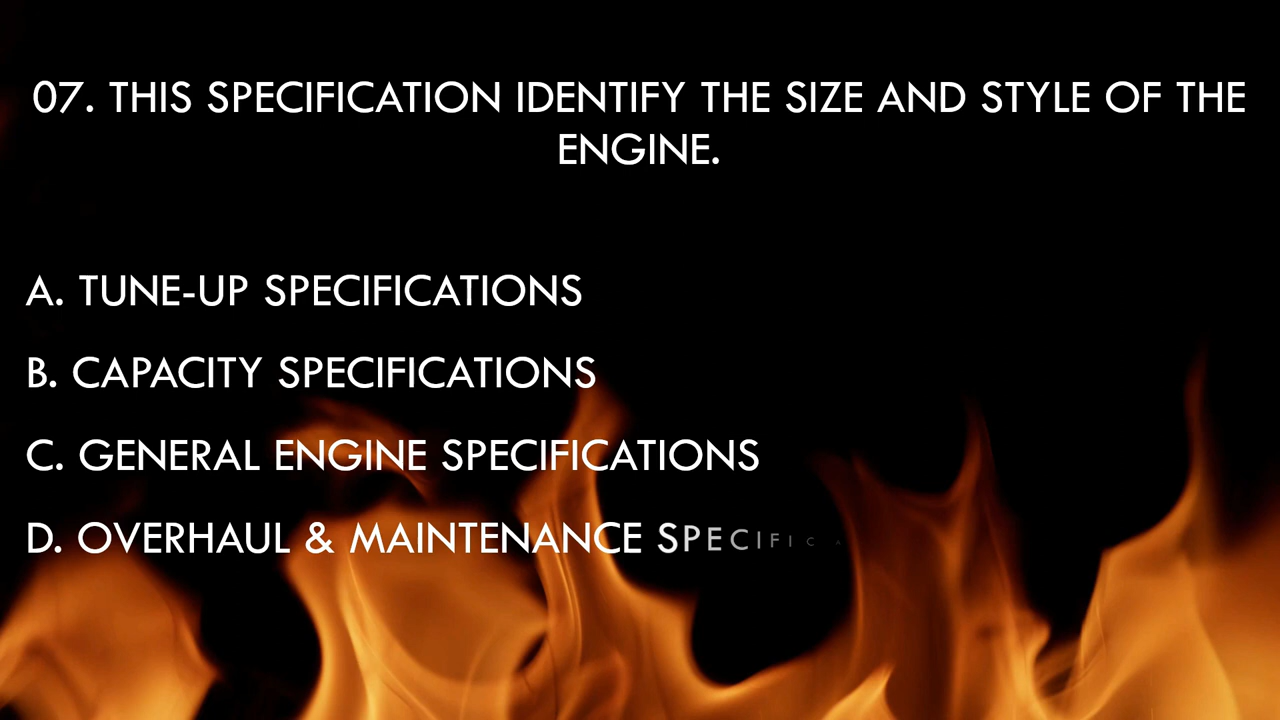 07. THIS SPECIFICATION IDENTIFY THE SIZE AND STYLE OF THE
ENGINE.
A. TUNE-UP SPECIFICATIONS
B. CAPACITY SPECIFICATIONS
C. GENERAL ENGINE SPECIFICATIONS
D. OVERHAUL & MAINTENANCE SPECIFICA